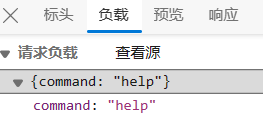 标头 负载 预览 响应
请求负载 查看源
{command: "help"}
command: "help"